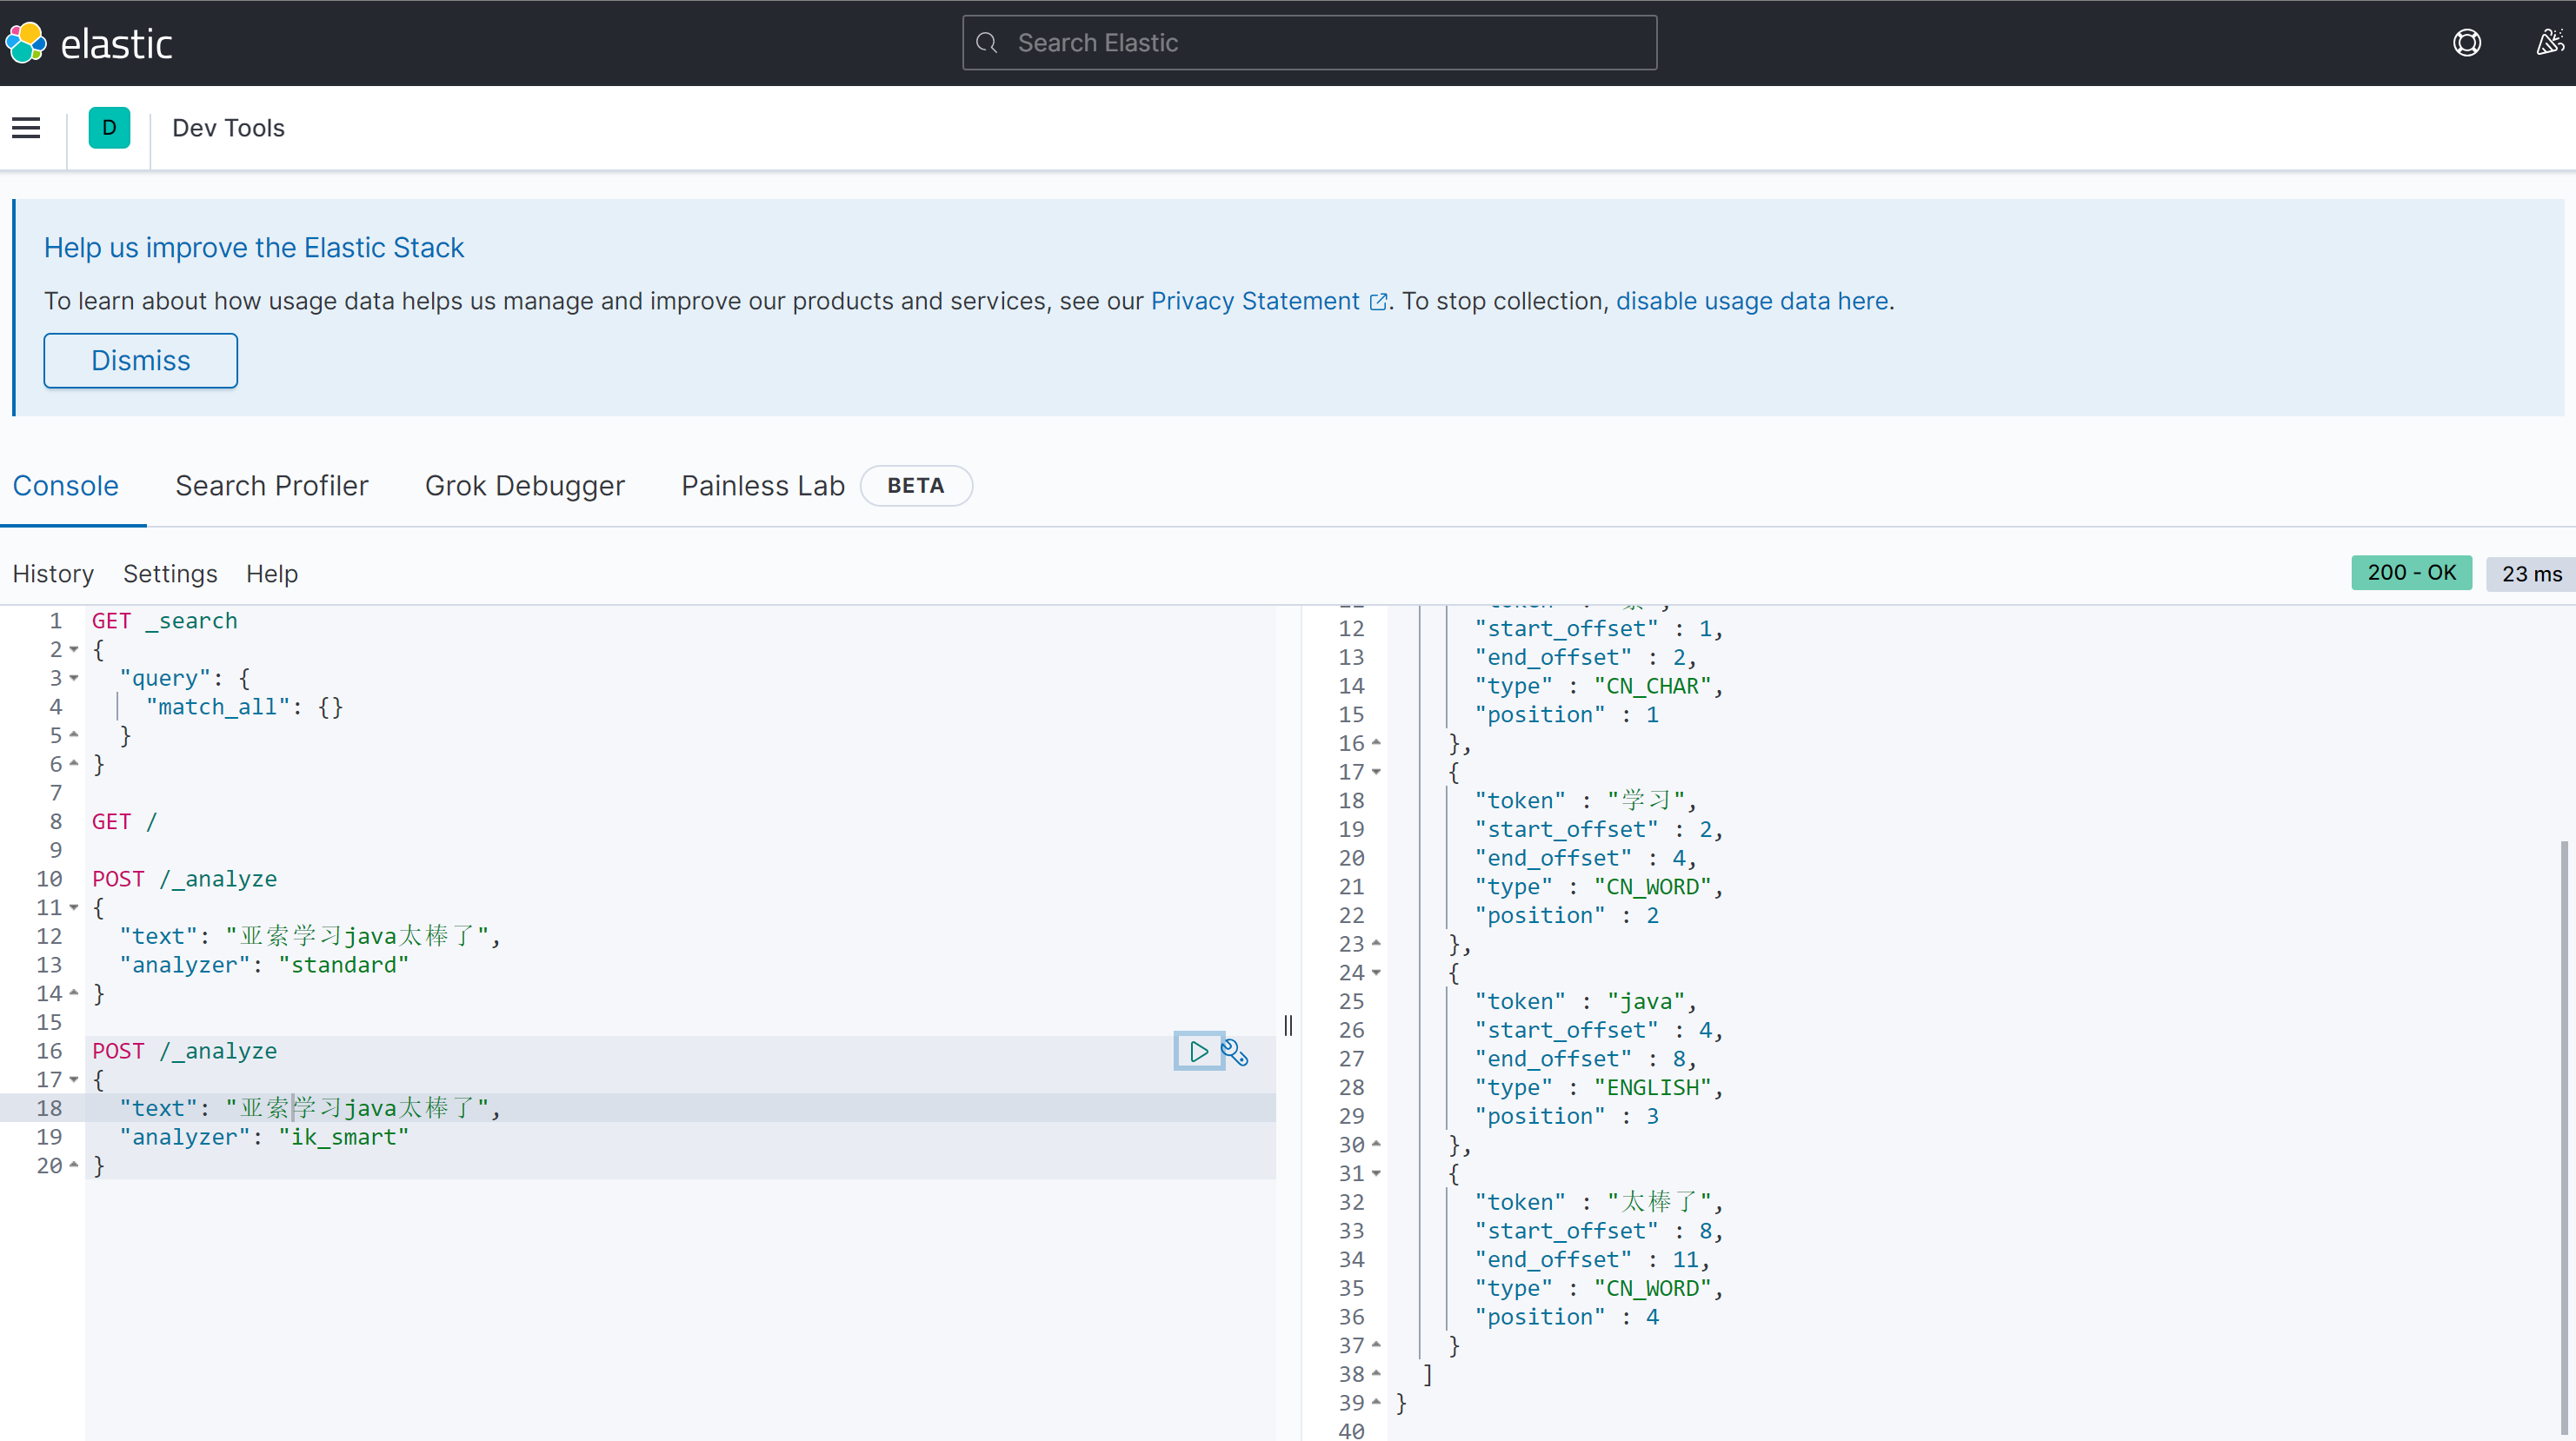 elastic
Search Elastic
D
Dev Tools
Help us improve the Elastic Stack
To learn about how usage data helps us manage and improve our products and services, see our Privacy Statement. To stop collection, disable usage data here.
Dismiss
Console Search Profiler Grok Debugger Painless Lab BETA
History Settings Help
200 - OK 23 ms
1 GET _search
2 {
3 "query": {
4 "match_all": {}
5 }
6 }
7
8 GET /
9
10 POST /_analyze
11 {
12 "text": "亚索学习java太棒了",
13 "analyzer": "standard"
14 }
15
16 POST /_analyze
17 {
18 "text": "亚索学习java太棒了",
19 "analyzer": "ik_smart"
20 }
12 "start_offset" : 1,
13 "end_offset" : 2,
14 "type" : "CN_CHAR",
15 "position" : 1
16 },
17 {
18 "token" : "学习",
19 "start_offset" : 2,
20 "end_offset" : 4,
21 "type" : "CN_WORD",
22 "position" : 2
23 },
24 {
25 "token" : "java",
26 "start_offset" : 4,
27 "end_offset" : 8,
28 "type" : "ENGLISH",
29 "position" : 3
30 },
31 {
32 "token" : "太棒了",
33 "start_offset" : 8,
34 "end_offset" : 11,
35 "type" : "CN_WORD",
36 "position" : 4
37 }
38 ]
39 }
40